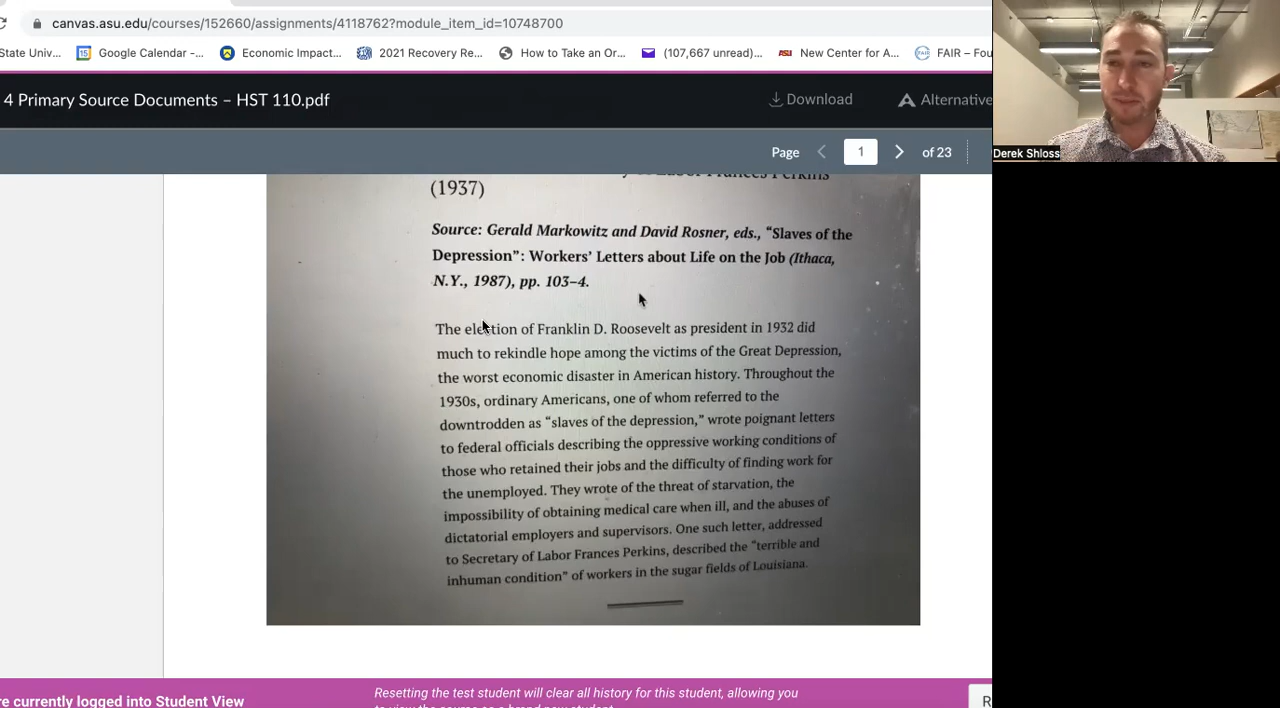 canvas.asu.edu/courses/152660/assignments/4118762?module_item_id=10748700
State Univ... Google Calendar -... Economic Impact... 2021 Recovery Re... How to Take an Or... (107,667 unread)... ASU New Center for A... FAIR FAIR – Fou
4 Primary Source Documents – HST 110.pdf Download Alternative
Page 1 of 23
Derek Shloss
Labor Frances Perkins
(1937)
Source: Gerald Markowitz and David Rosner, eds., “Slaves of the
Depression”: Workers’ Letters about Life on the Job (Ithaca,
N.Y., 1987), pp. 103–4.
The election of Franklin D. Roosevelt as president in 1932 did
much to rekindle hope among the victims of the Great Depression,
the worst economic disaster in American history. Throughout the
1930s, ordinary Americans, one of whom referred to the
downtrodden as “slaves of the depression,” wrote poignant letters
to federal officials describing the oppressive working conditions of
those who retained their jobs and the difficulty of finding work for
the unemployed. They wrote of the threat of starvation, the
impossibility of obtaining medical care when ill, and the abuses of
dictatorial employers and supervisors. One such letter, addressed
to Secretary of Labor Frances Perkins, described the “terrible and
inhuman condition” of workers in the sugar fields of Louisiana.
re currently logged into Student View
Resetting the test student will clear all history for this student, allowing you
R